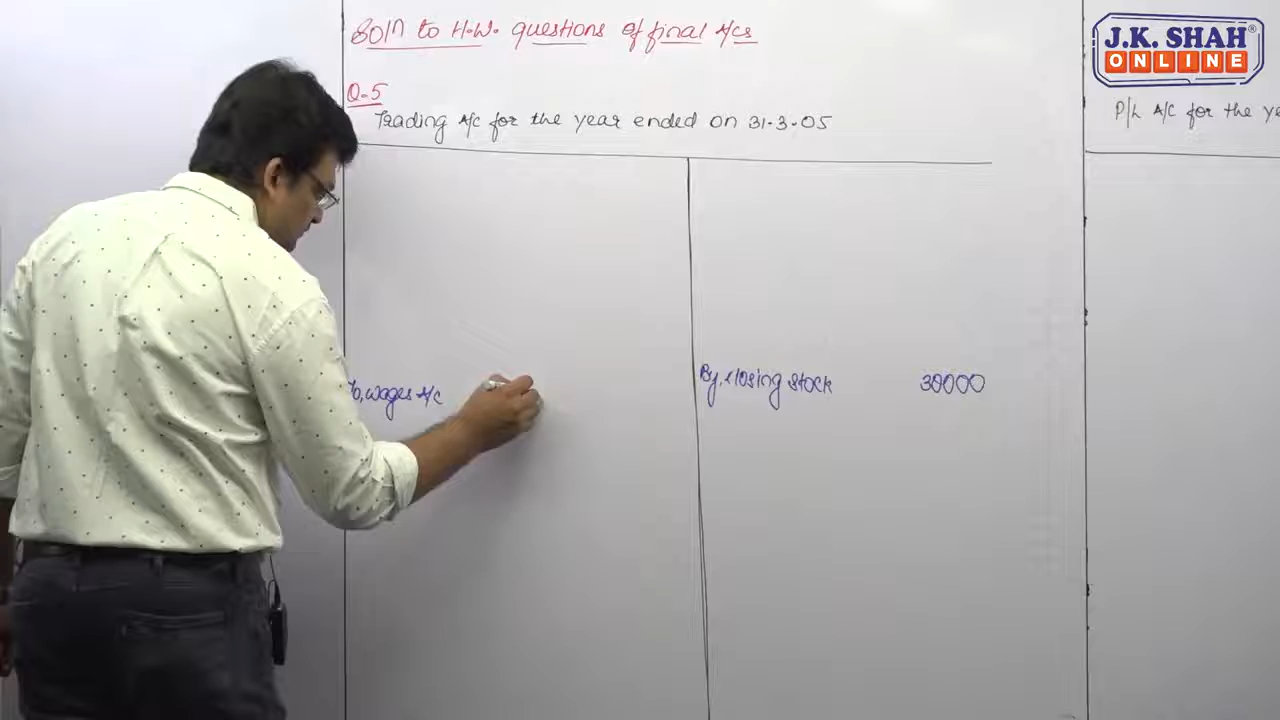 Sol^n to H.W. questions of final A/cs
Q-5
Trading A/C for the year ended on 31-3-05
To, wages A/c
By, closing stock 30000
P/L A/C for the ye
J.K. SHAH®
ONLINE